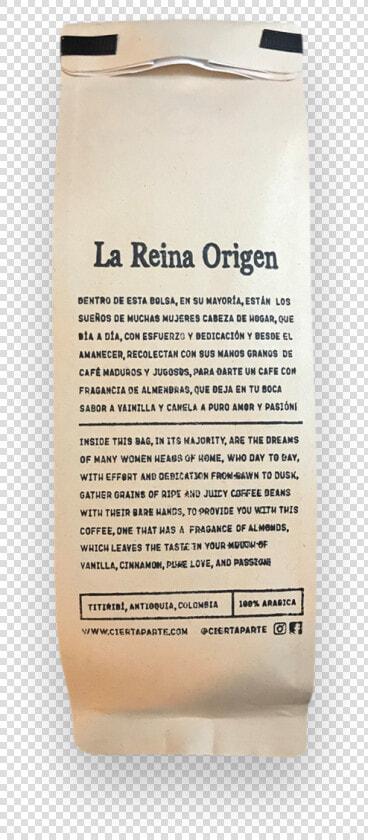 La Reina Origen
DENTRO DE ESTA BOLSA, EN SU MAYORÍA, ESTÁN LOS
SUEÑOS DE MUCHAS MUJERES CABEZA DE HOGAR, QUE
DÍA A DÍA, CON ESFUERZO Y DEDICACIÓN Y DESDE EL
AMANECER, RECOLECTAN CON SUS MANOS GRANOS DE
CAFÉ MADUROS Y JUGOSOS, PARA DARTE UN CAFE CON
FRAGANCIA DE ALMENDRAS, QUE DEJA EN TU BOCA
SABOR A VAINILLA Y CANELA A PURO AMOR Y PASIÓN!
INSIDE THIS BAG, IN ITS MAJORITY, ARE THE DREAMS
OF MANY WOMEN HEADS OF HOME, WHO DAY TO DAY,
WITH EFFORT AND DEDICATION FROM DAWN TO DUSK,
GATHER GRAINS OF RIPE AND JUICY COFFEE BEANS
WITH THEIR BARE HANDS, TO PROVIDE YOU WITH THIS
COFFEE, ONE THAT HAS A FRAGANCE OF ALMONDS,
WHICH LEAVES THE TASTE IN YOUR MOUTH OF
VANILLA, CINNAMON, PURE LOVE, AND PASSION!
TITIRIBÍ, ANTIOQUIA, COLOMBIA 100% ARABICA
WWW.CIERTAPARTE.COM @CIERTAPARTE